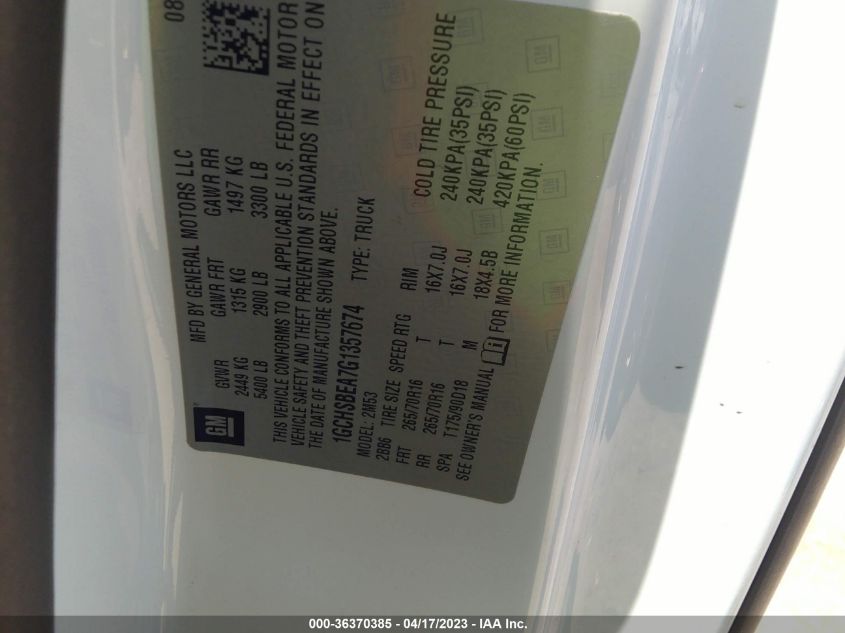 MFD BY GENERAL MOTORS LLC 08
GVWR GAWR FRT GAWR RR
2449 KG 1315 KG 1497 KG
5400 LB 2900 LB 3300 LB
GM
THIS VEHICLE CONFORMS TO ALL APPLICABLE U.S. FEDERAL MOTOR
VEHICLE SAFETY AND THEFT PREVENTION STANDARDS IN EFFECT ON
THE DATE OF MANUFACTURE SHOWN ABOVE.
1GCHSBEA7G1357674 TYPE: TRUCK
MODEL: 2M53
2BB6 TIRE SIZE SPEED RTG RIM COLD TIRE PRESSURE
FRT 265/70R16 T 16X7.0J 240KPA(35PSI)
RR 265/70R16 T 16X7.0J 240KPA(35PSI)
SPA T175/90D18 M 18X4.5B 420KPA(60PSI)
SEE OWNER'S MANUAL FOR MORE INFORMATION.
000-36370385 - 04/17/2023 - IAA Inc.